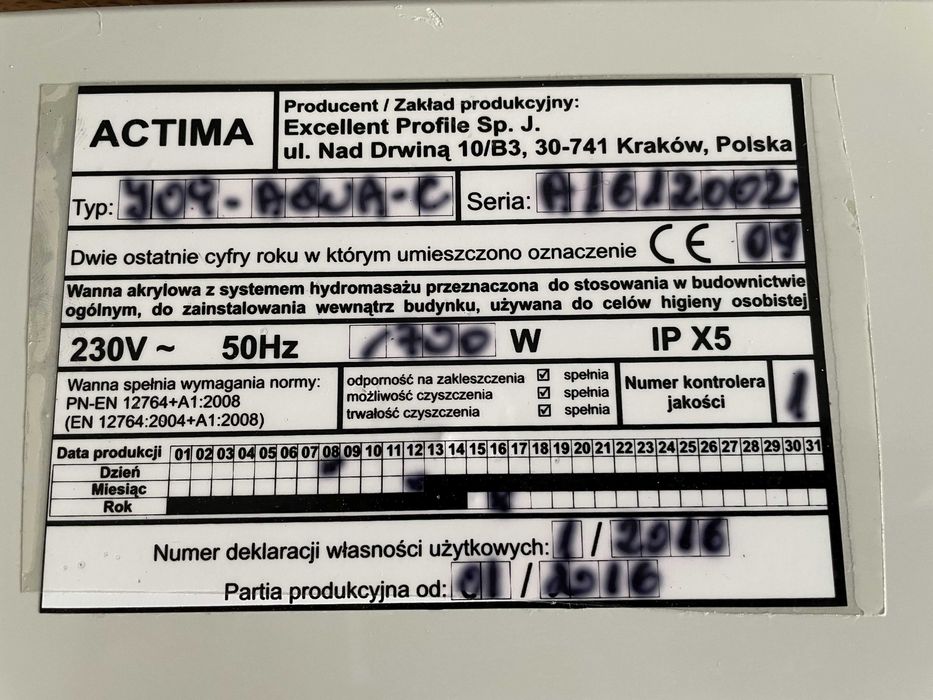 ACTIMA
Producent / Zakład produkcyjny:
Excellent Profile Sp. J.
ul. Nad Drwiną 10/B3, 30-741 Kraków, Polska
Typ:
Seria: A1612002
Dwie ostatnie cyfry roku w którym umieszczono oznaczenie CE 09
Wanna akrylowa z systemem hydromasażu przeznaczona do stosowania w budownictwie
ogólnym, do zainstalowania wewnątrz budynku, używana do celów higieny osobistej
230V ~ 50Hz 1700 W IP X5
Wanna spełnia wymagania normy:
PN-EN 12764+A1:2008
(EN 12764:2004+A1:2008)
odporność na zakleszczenia ☑ spełnia
możliwość czyszczenia ☑ spełnia
trwałość czyszczenia ☑ spełnia
Numer kontrolera
jakości
1
Data produkcji 01 02 03 04 05 06 07 08 09 10 11 12 13 14 15 16 17 18 19 20 21 22 23 24 25 26 27 28 29 30 31
Dzień
Miesiąc
Rok
Numer deklaracji własności użytkowych: 1 / 2016
Partia produkcyjna od: 01 / 2016